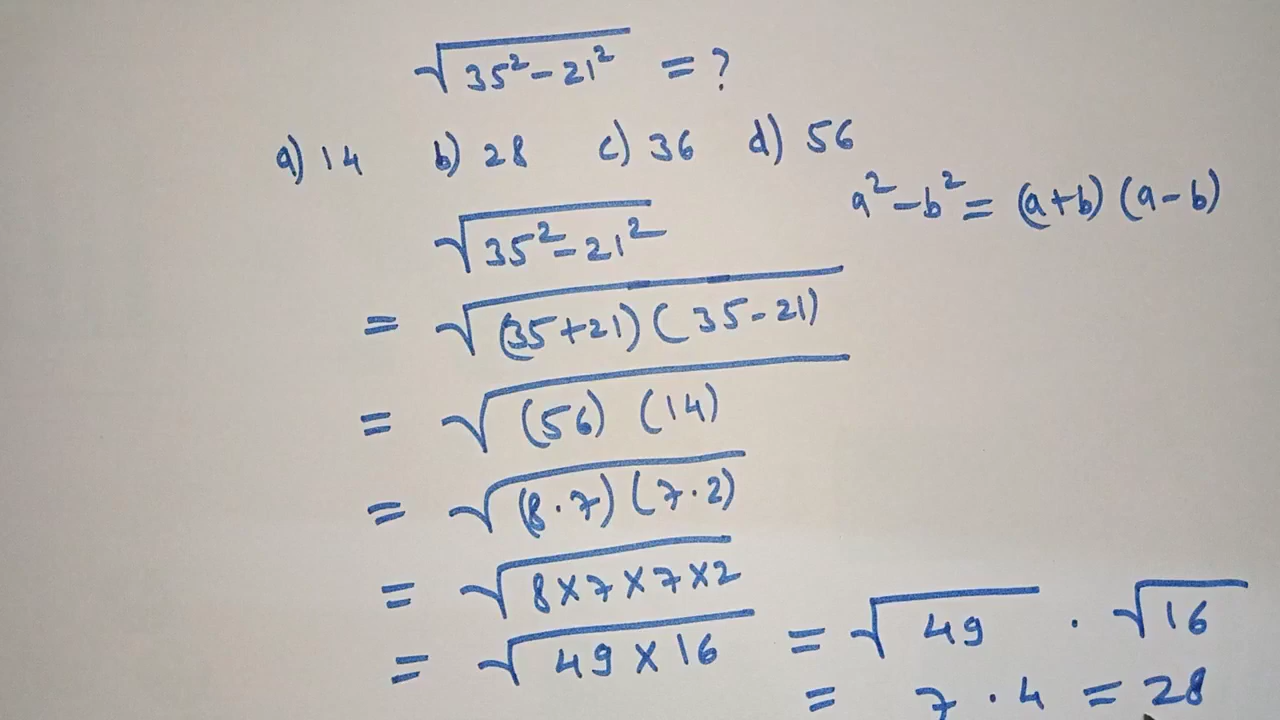 √35² - 21² = ?
a) 14 b) 28 c) 36 d) 56
a² - b² = (a+b) (a-b)
√35² - 21²
= √(35+21) (35-21)
= √(56) (14)
= √(8·7) (7·2)
= √8×7×7×2
= √49×16 = √49 · √16
= 7 · 4 = 28